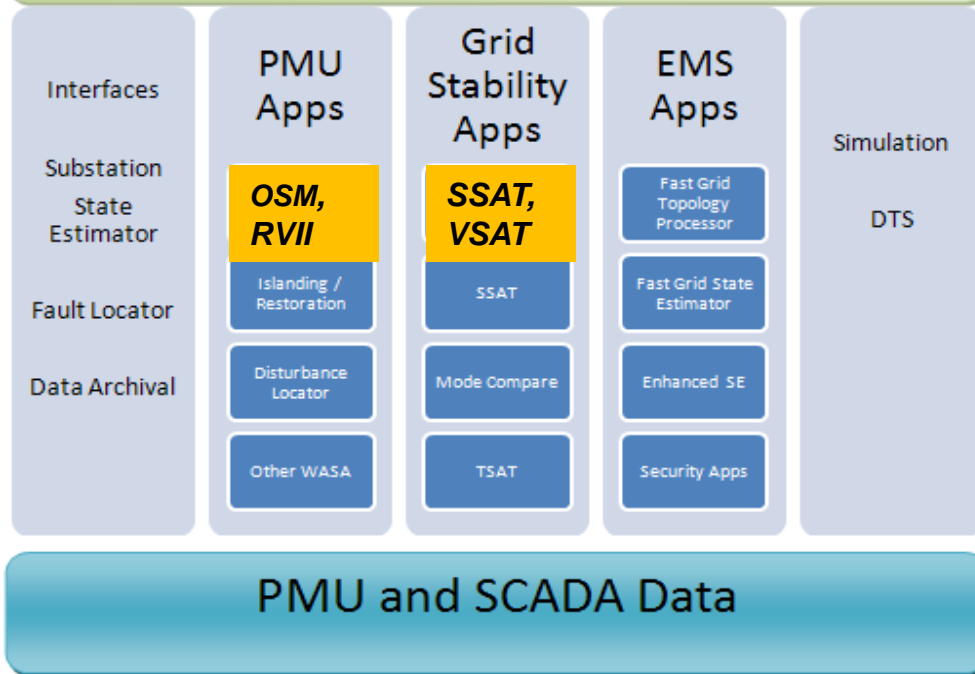 Interfaces
Substation
State
Estimator
Fault Locator
Data Archival
PMU
Apps
OSM,
RVII
Islanding /
Restoration
Disturbance
Locator
Other WASA
Grid
Stability
Apps
SSAT,
VSAT
SSAT
Mode Compare
TSAT
EMS
Apps
Fast Grid
Topology
Processor
Fast Grid State
Estimator
Enhanced SE
Security Apps
Simulation
DTS
PMU and SCADA Data